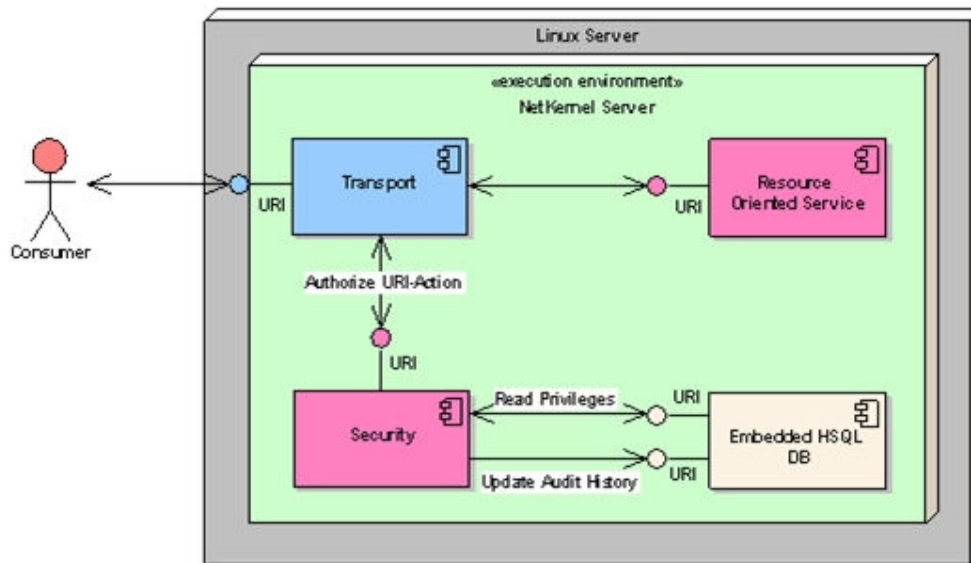 Linux Server
«execution environment»
NetKernel Server
Transport
URI
Consumer
URI
Resource
Oriented Service
Authorize URI-Action
URI
Security
Read Privileges
URI
Embedded HSQL
DB
Update Audit History
URI